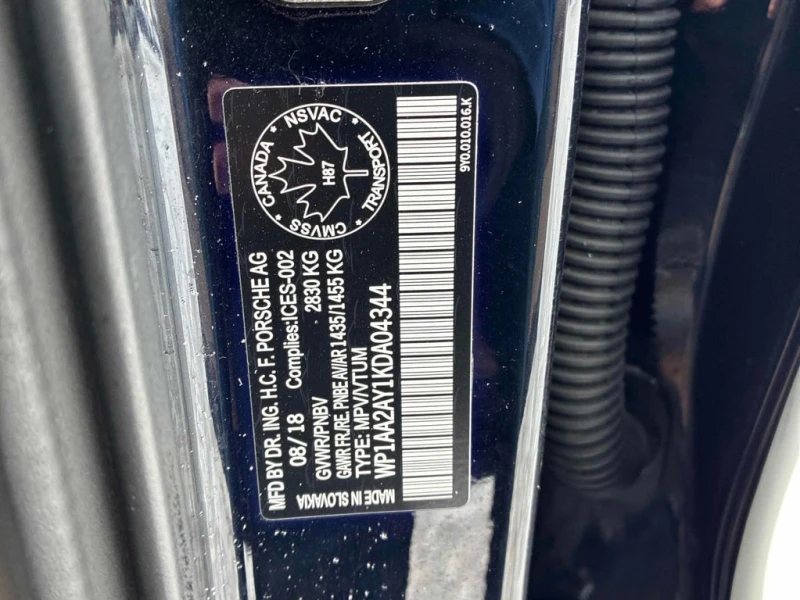 MFD BY DR. ING. H.C. F. PORSCHE AG
08/18 Complies:ICES-002
GVWR/PNBV 2830 KG
GAWR FR./RE PNBE AV/AR 1435/1455 KG
TYPE: MPV/VTUM
WP1AA2AY1KDA04344
MADE IN SLOVAKIA
CANADA * NSVAC * TRANSPORT * CMVSS *
H87
9Y0.010.016.K